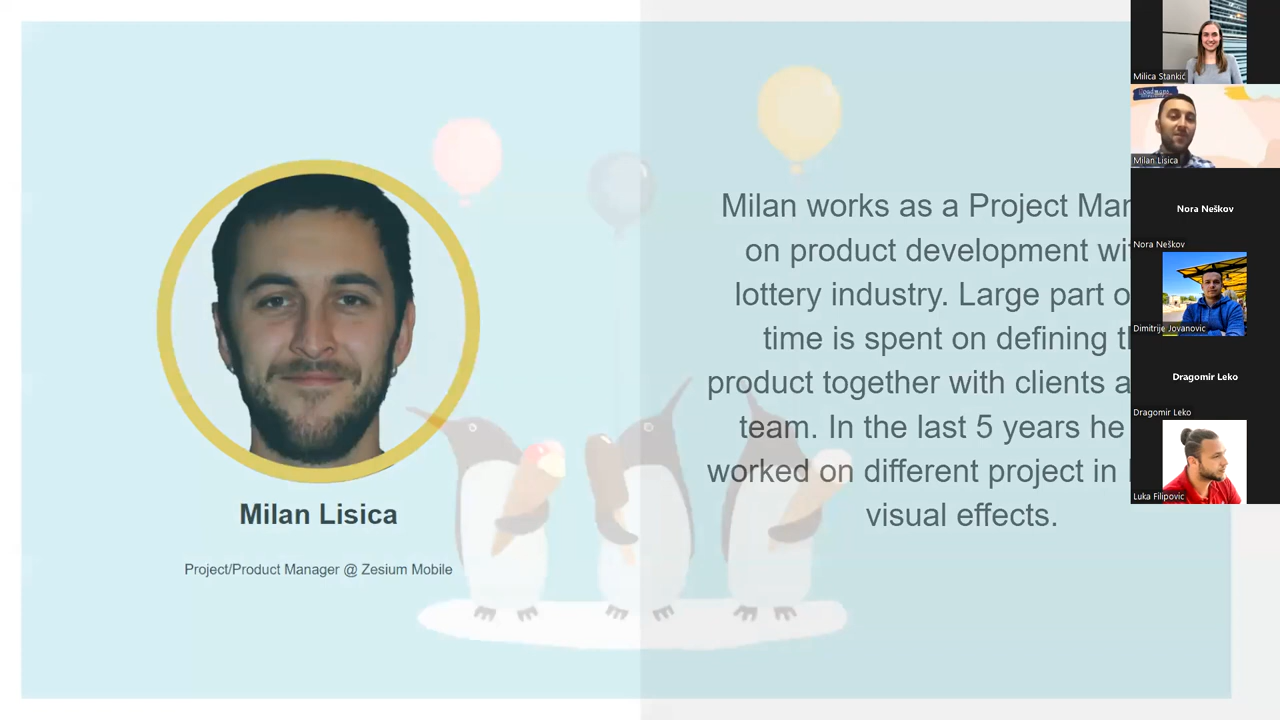 Milan Lisica
Project/Product Manager @ Zesium Mobile
Milan works as a Project
on product development
lottery industry. Large part
time is spent on defining
product together with clients
team. In the last 5 years he
worked on different project in
visual effects.
Milica Stankić
Milan Lisica
Nora Neškov
Nora Neškov
Dimitrije Jovanovic
Dragomir Leko
Dragomir Leko
Luka Filipovic